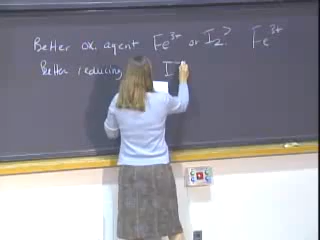 Better ox. agent Fe³⁺ or I₂? Fe³⁺
Better reducing I⁻